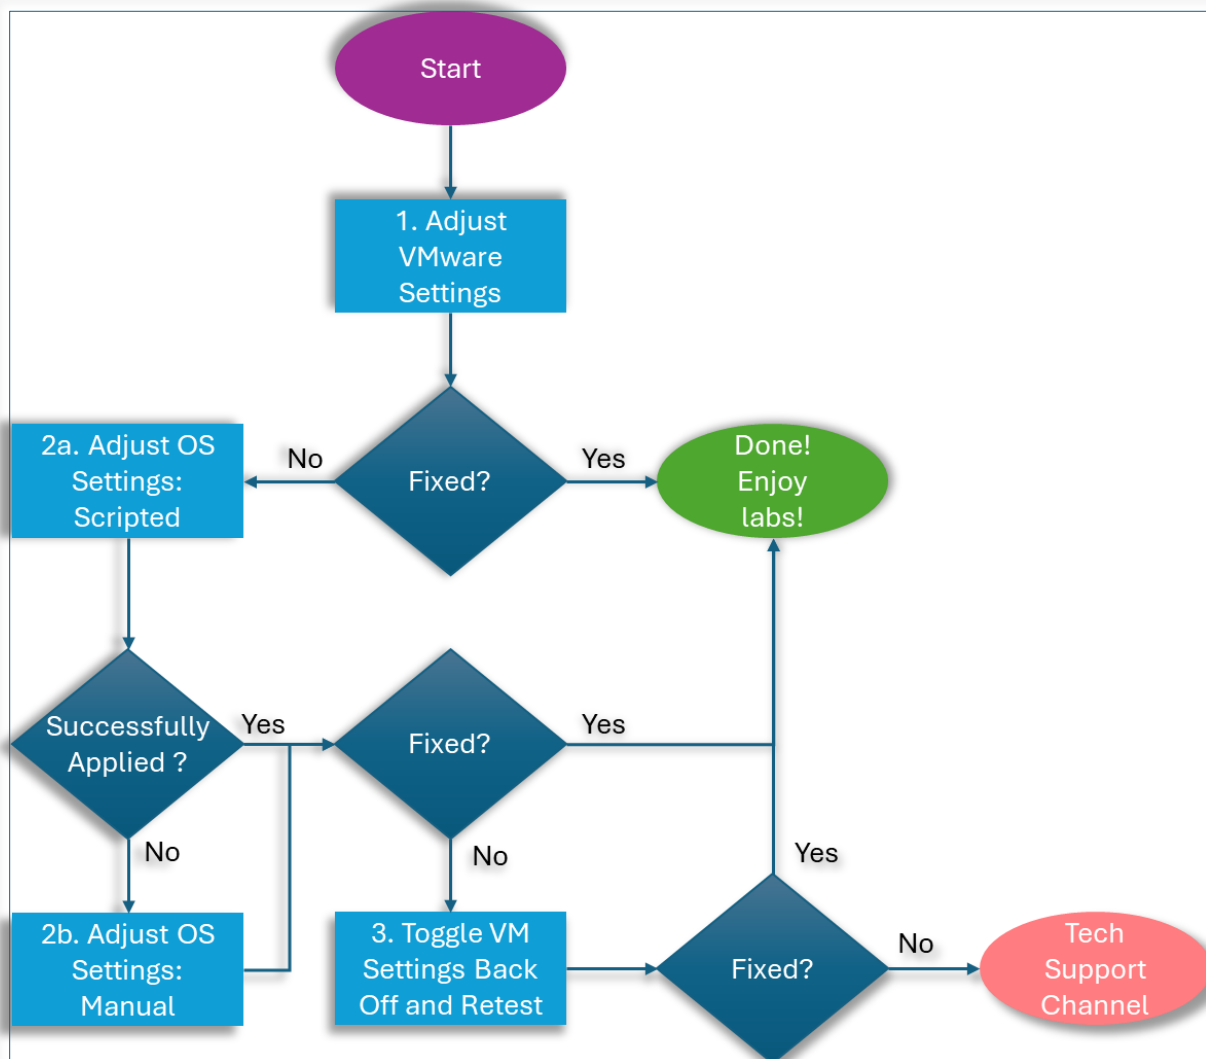 Start
1. Adjust
VMware
Settings
2a. Adjust OS
Settings:
Scripted
No
Fixed?
Yes
Done!
Enjoy
labs!
Successfully
Applied ?
Yes
Fixed?
Yes
No
No
Yes
2b. Adjust OS
Settings:
Manual
3. Toggle VM
Settings Back
Off and Retest
Fixed?
No
Tech
Support
Channel